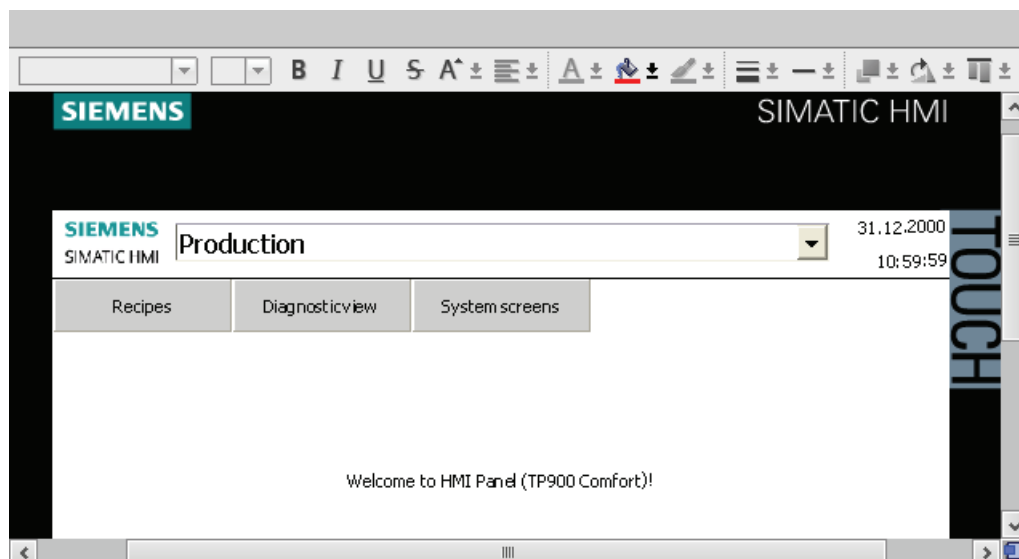 B I U S A A
SIEMENS SIMATIC HMI
SIEMENS
SIMATIC HMI
Production
31.12.2000
10:59:59
TOUCH
Recipes Diagnosticview System screens
Welcome to HMI Panel (TP900 Comfort)!